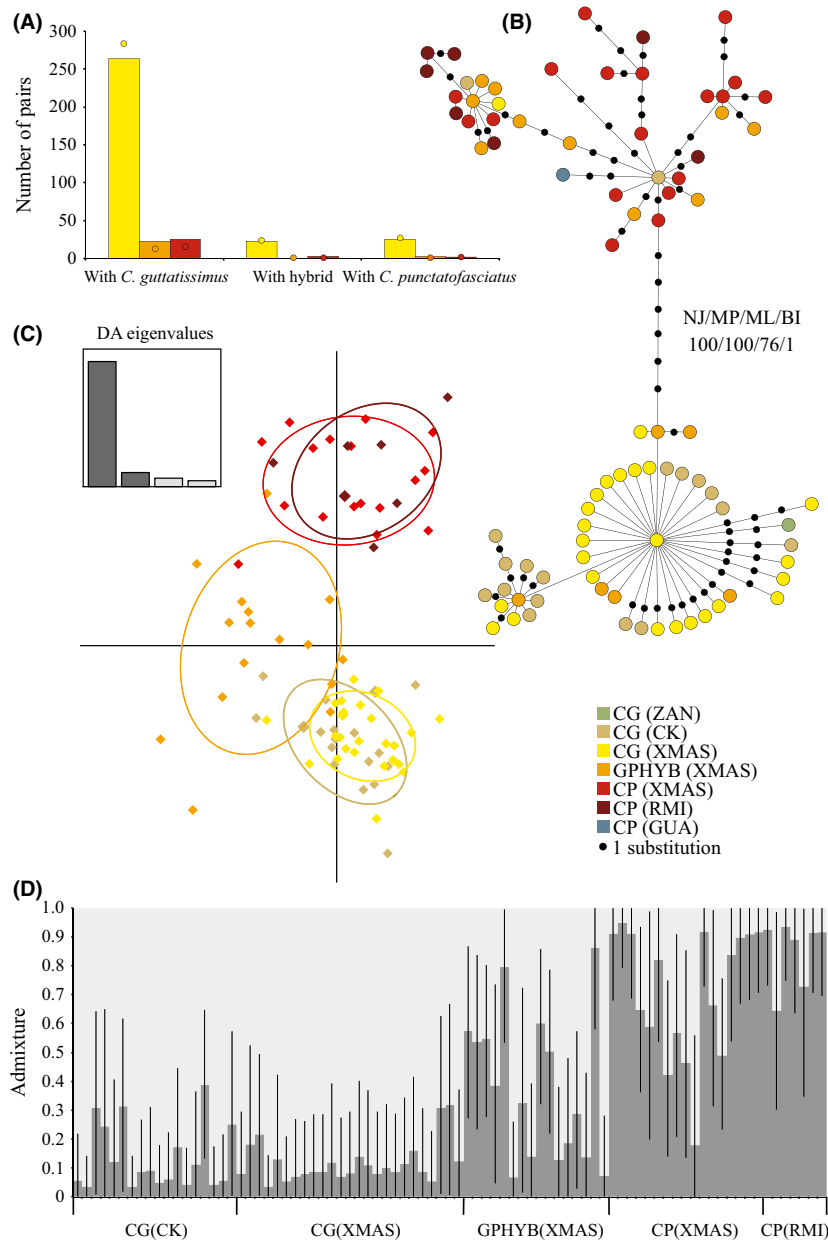 (A)
300
250
200
150
100
50
0
Number of pairs
With C. guttatissimus
With hybrid
With C. punctatofasciatus
(B)
NJ/MP/ML/BI
100/100/76/1
(C)
DA eigenvalues
CG (ZAN)
CG (CK)
CG (XMAS)
GPHYB (XMAS)
CP (XMAS)
CP (RMI)
CP (GUA)
1 substitution
(D)
1.0
0.9
0.8
0.7
0.6
0.5
0.4
0.3
0.2
0.1
0
Admixture
CG(CK)
CG(XMAS)
GPHYB(XMAS)
CP(XMAS)
CP(RMI)